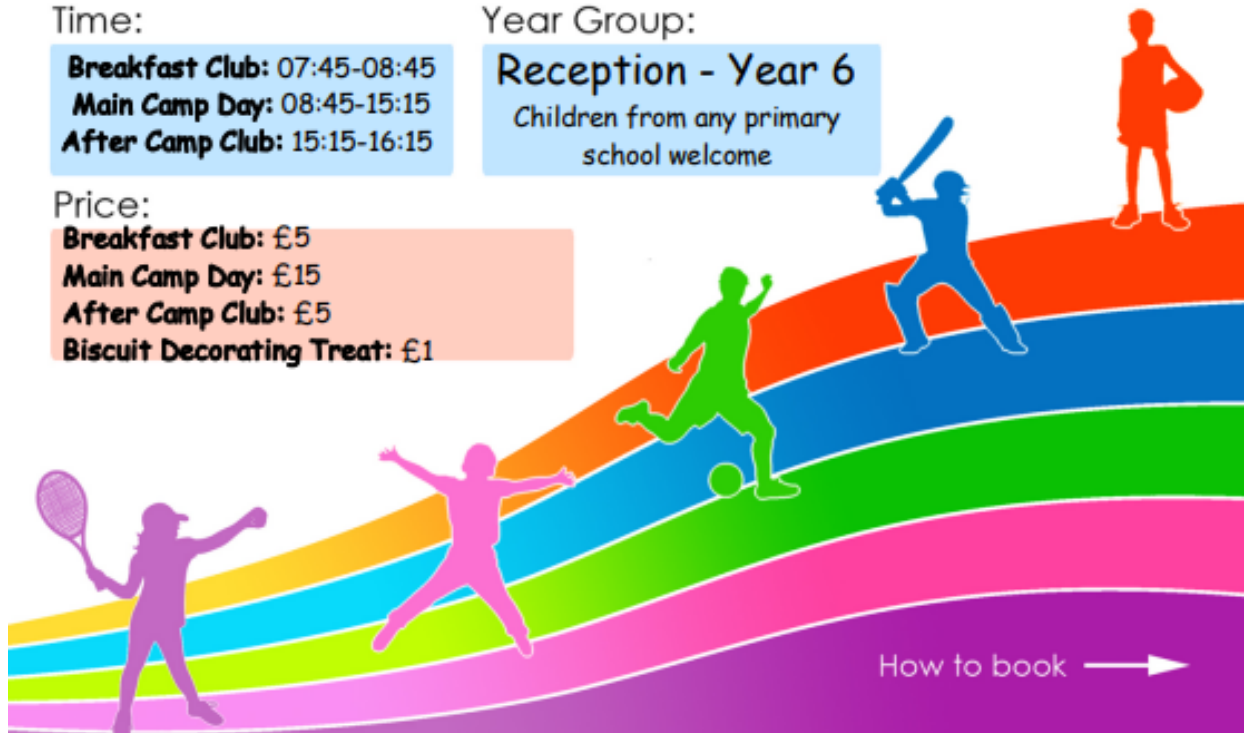 Time:
Breakfast Club: 07:45-08:45
Main Camp Day: 08:45-15:15
After Camp Club: 15:15-16:15
Year Group:
Reception - Year 6
Children from any primary
school welcome
Price:
Breakfast Club: £5
Main Camp Day: £15
After Camp Club: £5
Biscuit Decorating Treat: £1
How to book